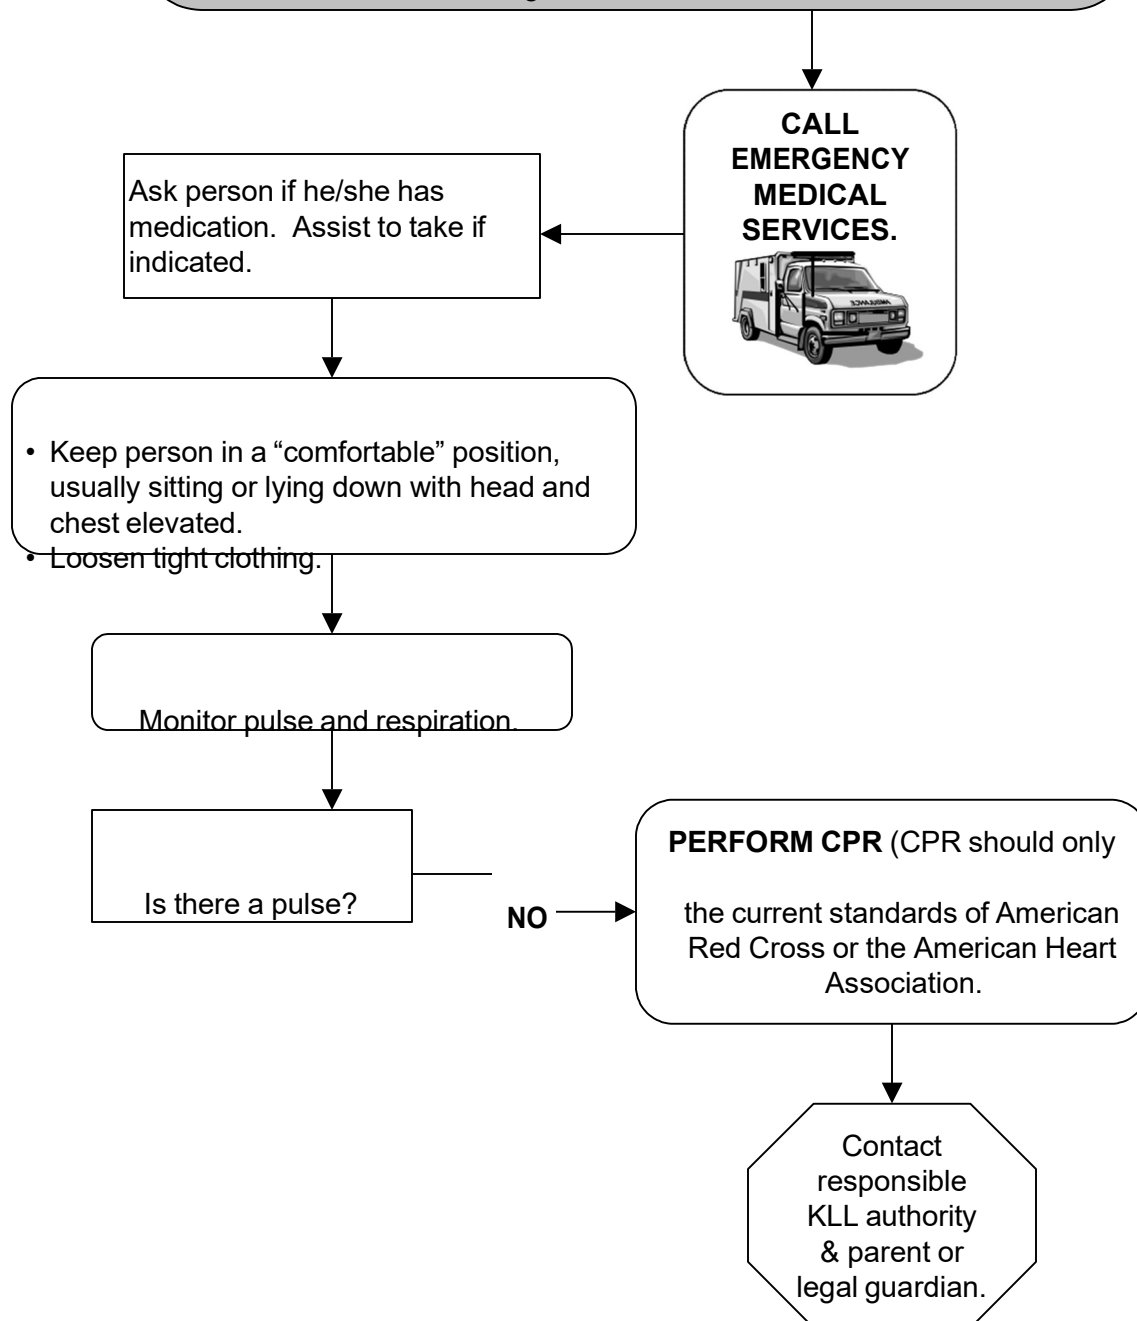 CALL
EMERGENCY
MEDICAL
SERVICES.
Ask person if he/she has
medication. Assist to take if
indicated.
• Keep person in a “comfortable” position,
usually sitting or lying down with head and
chest elevated.
• Loosen tight clothing.
Monitor pulse and respiration.
Is there a pulse?
NO
PERFORM CPR (CPR should only
the current standards of American
Red Cross or the American Heart
Association.
Contact
responsible
KLL authority
& parent or
legal guardian.